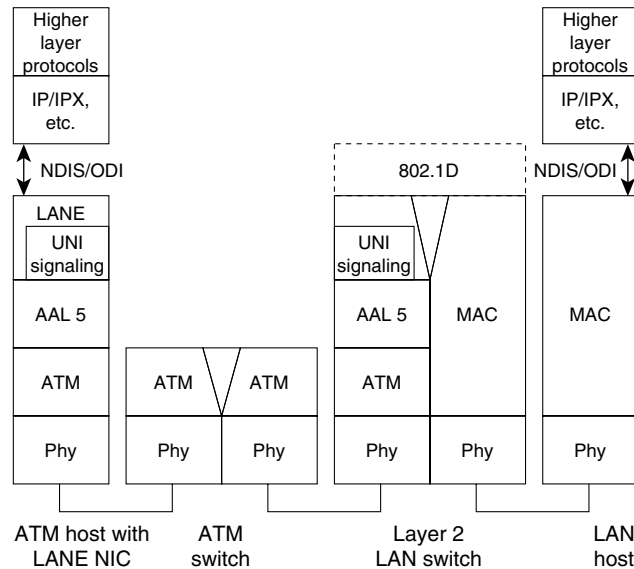 Higher
layer
protocols
IP/IPX,
etc.
NDIS/ODI
LANE
UNI
signaling
AAL 5
ATM
Phy
ATM host with
LANE NIC
ATM
ATM
Phy
Phy
ATM
switch
802.1D
UNI
signaling
AAL 5
ATM
Phy
MAC
Phy
Layer 2
LAN switch
Higher
layer
protocols
IP/IPX,
etc.
NDIS/ODI
MAC
Phy
LAN
host